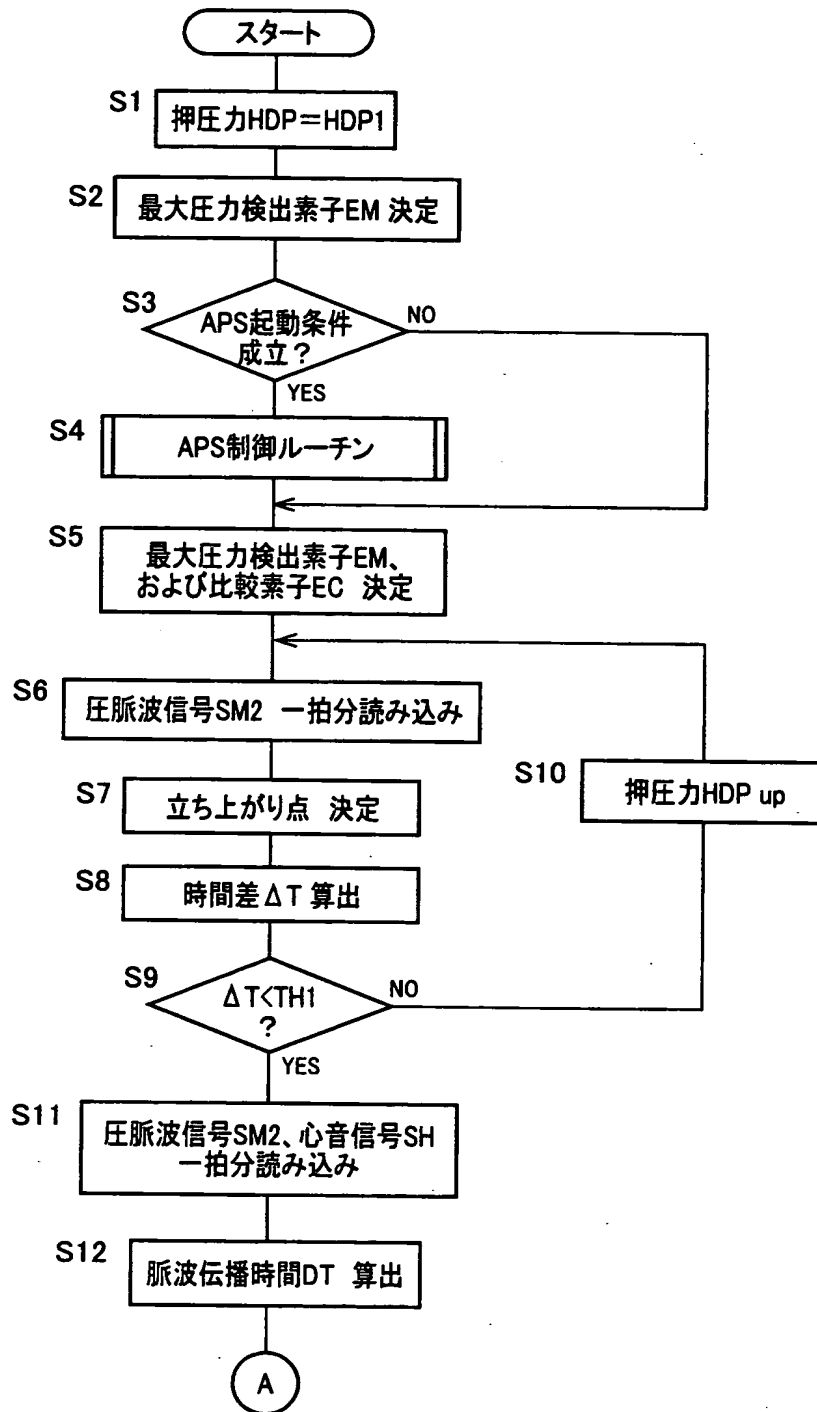 スタート
S1
押圧力HDP=HDP1
S2
最大圧力検出素子EM 決定
S3
APS起動条件
成立?
NO
YES
S4
APS制御ルーチン
S5
最大圧力検出素子EM、
および比較素子EC 決定
S6
圧脈波信号SM2 一拍分読み込み
S10
押圧力HDP up
S7
立ち上がり点 決定
S8
時間差ΔT 算出
S9
ΔT<TH1
?
NO
YES
S11
圧脈波信号SM2、心音信号SH
一拍分読み込み
S12
脈波伝播時間DT 算出
A